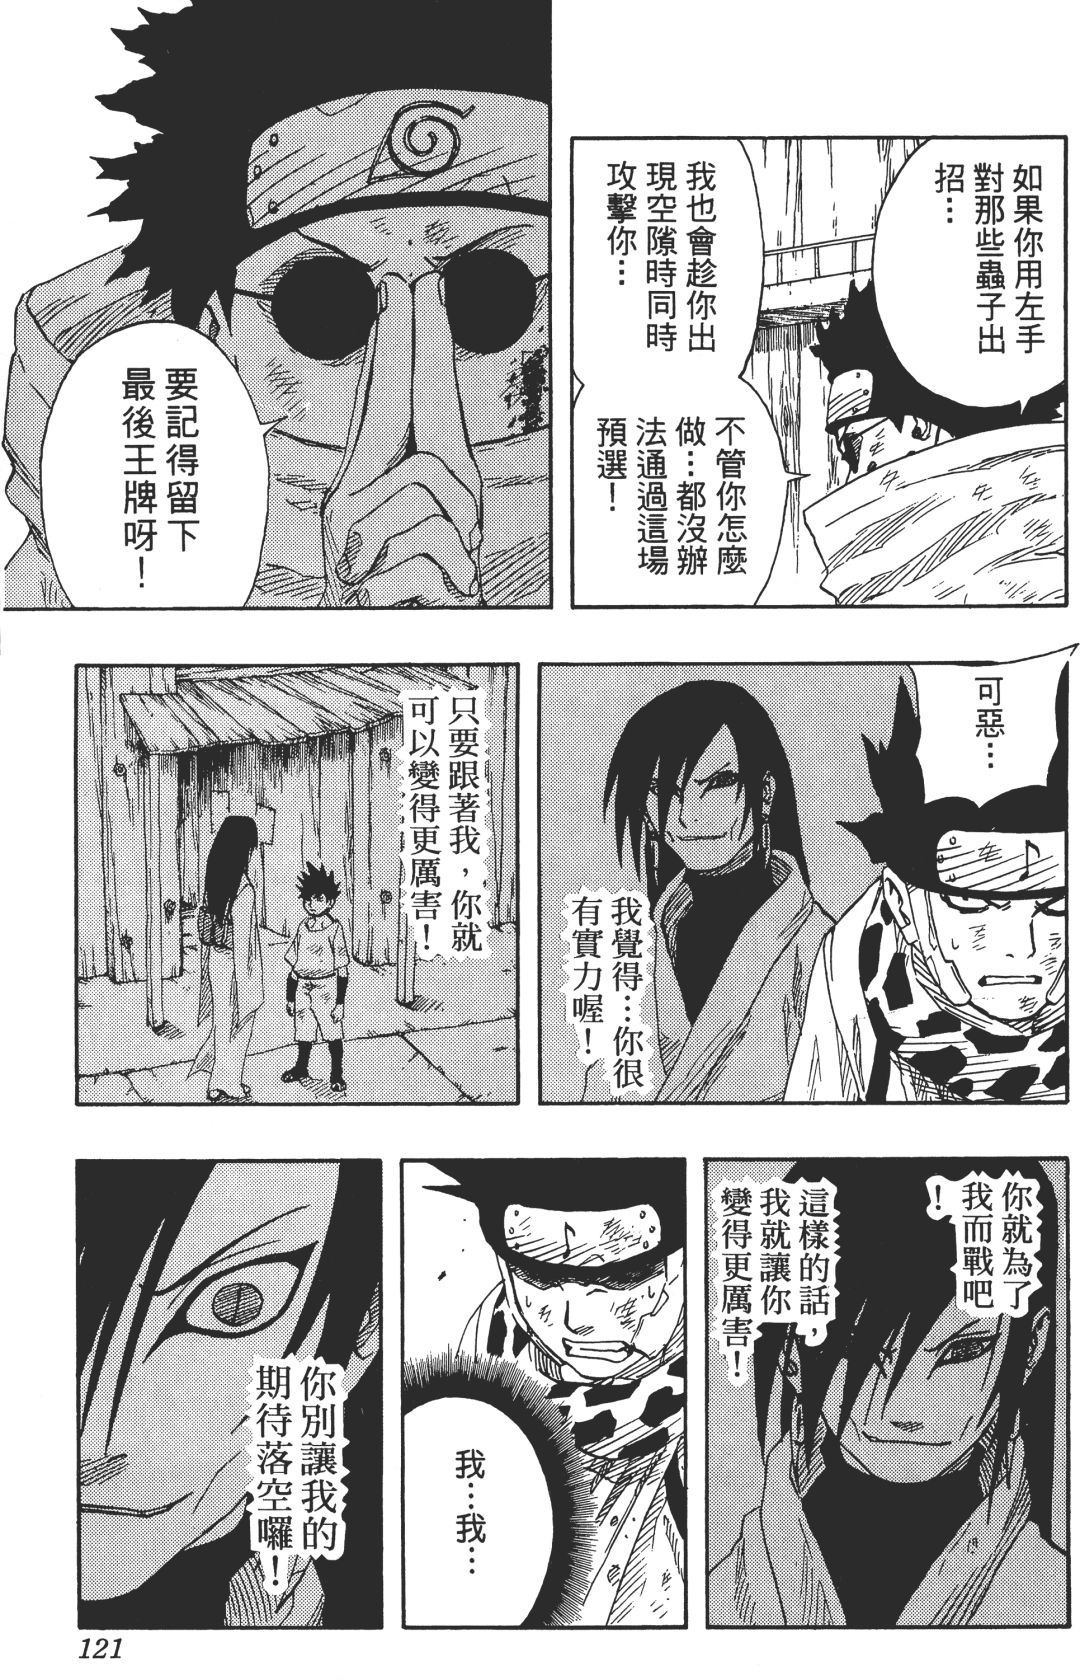 如果你用左手
對那些蟲子出
招…
我也會趁你出
現空隙時同時
攻擊你…
不管你怎麼
做…都沒辦
法通過這場
預選！
要記得留下
最後王牌呀！
可惡…
我覺得…你很
有實力喔！
只要跟著我，你就
可以變得更厲害！
你就為了
我而戰吧
！
這樣的話，
我就讓你
變得更厲害！
我…我…
你別讓我的
期待落空囉！
121